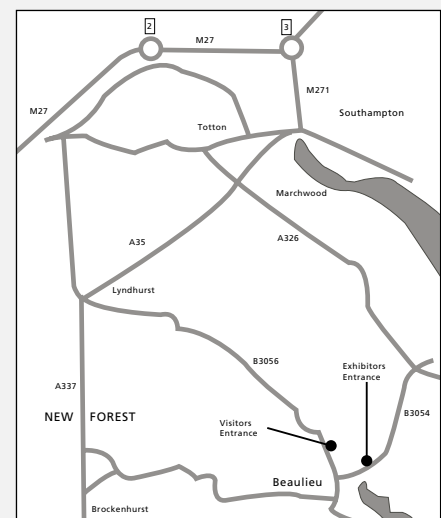 2
3
M27
M271
M27
Southampton
Totton
Marchwood
A35
A326
Lyndhurst
B3056
Exhibitors
Entrance
A337
B3054
NEW FOREST
Visitors
Entrance
Beaulieu
Brockenhurst